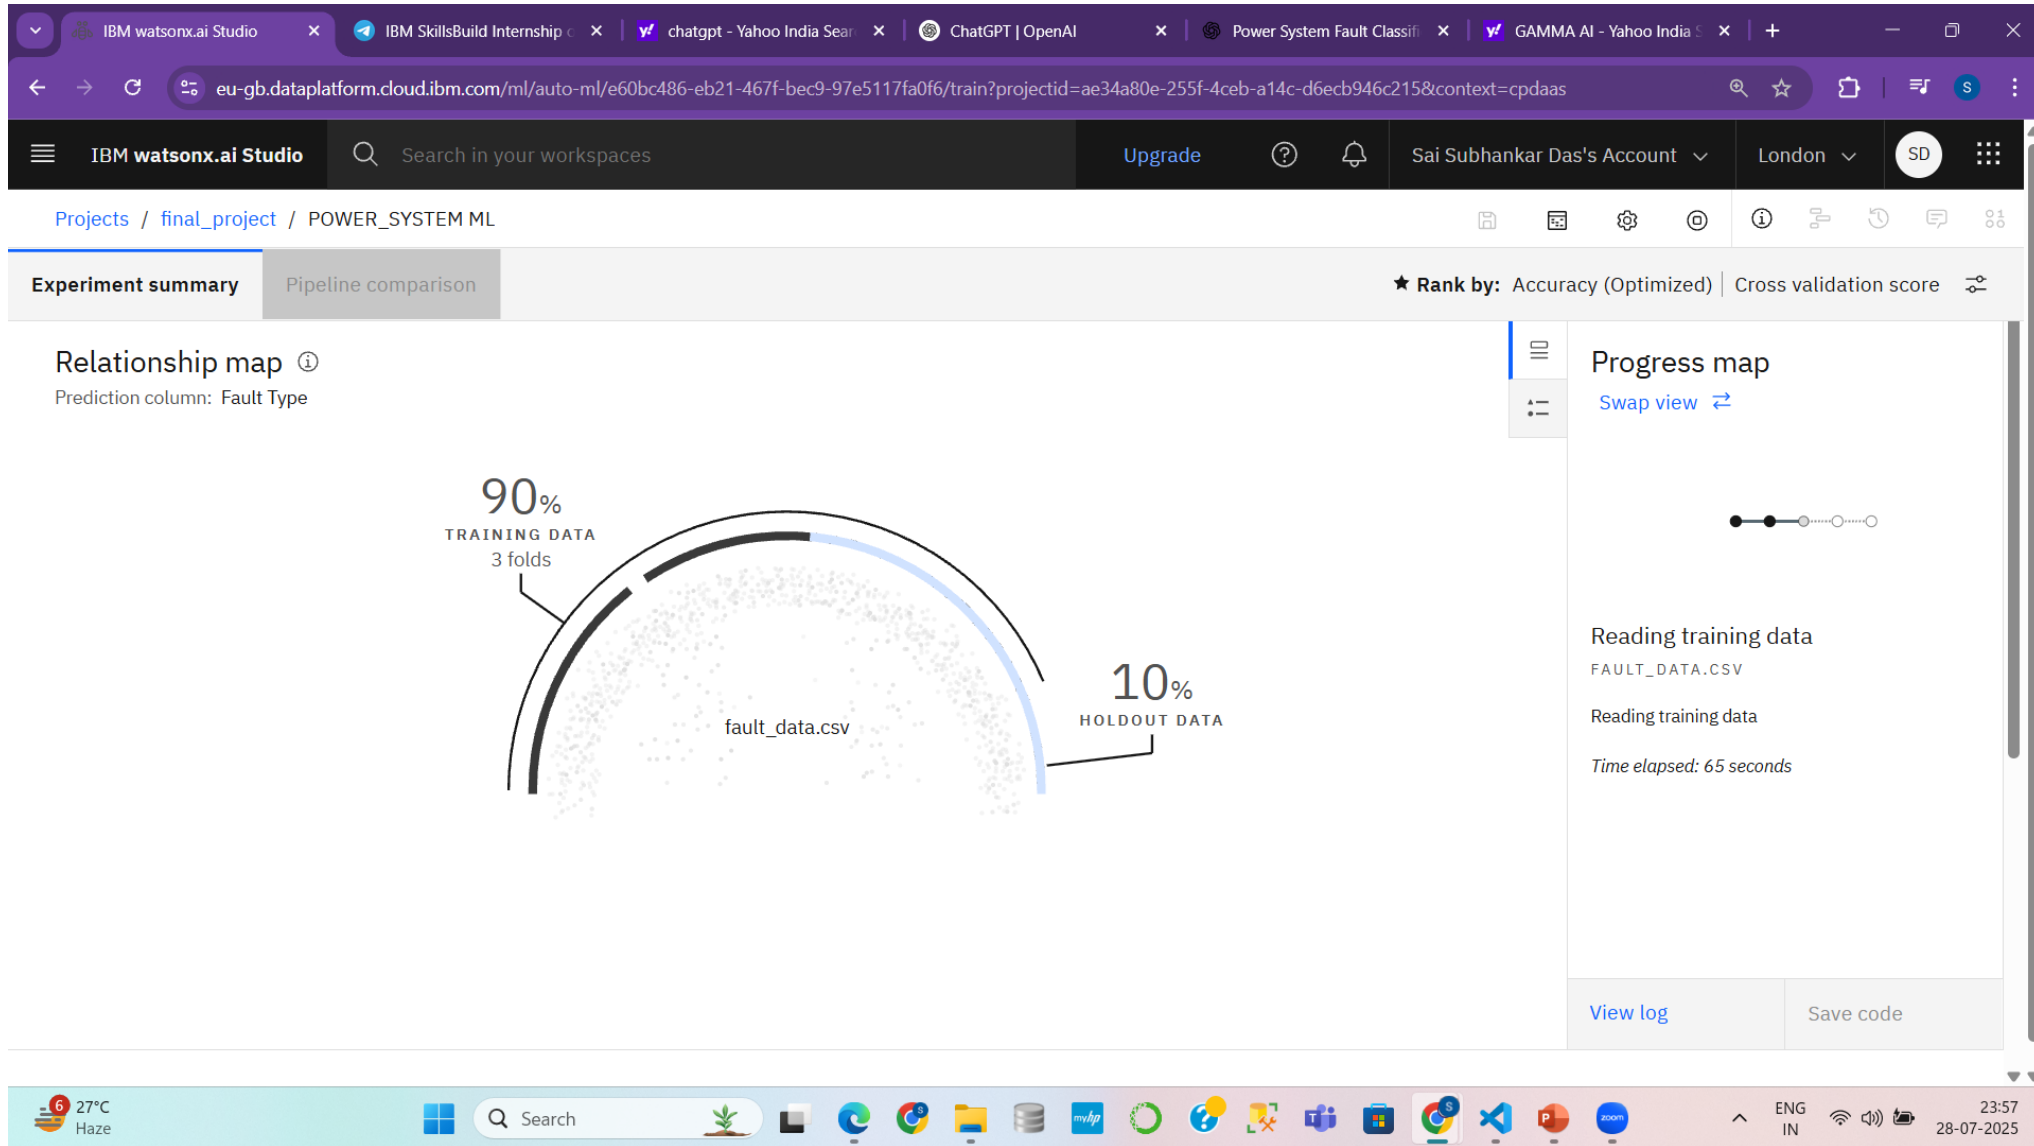 IBM watsonx.ai Studio
IBM SkillsBuild Internship
chatgpt - Yahoo India Sear
ChatGPT | OpenAI
Power System Fault Classifi
GAMMA AI - Yahoo India S
eu-gb.dataplatform.cloud.ibm.com/ml/auto-ml/e60bc486-eb21-467f-bec9-97e5117fa0f6/train?projectid=ae34a80e-255f-4ceb-a14c-d6ecb946c215&context=cpdaas
S
IBM watsonx.ai Studio
Search in your workspaces
Upgrade
Sai Subhankar Das's Account
London
SD
Projects / final_project / POWER_SYSTEM ML
Experiment summary
Pipeline comparison
★ Rank by: Accuracy (Optimized) | Cross validation score
Relationship map
Prediction column: Fault Type
90%
TRAINING DATA
3 folds
fault_data.csv
10%
HOLDOUT DATA
Progress map
Swap view
Reading training data
FAULT_DATA.CSV
Reading training data
Time elapsed: 65 seconds
View log
Save code
6
27°C
Haze
Search
myhp
zoom
ENG
IN
23:57
28-07-2025